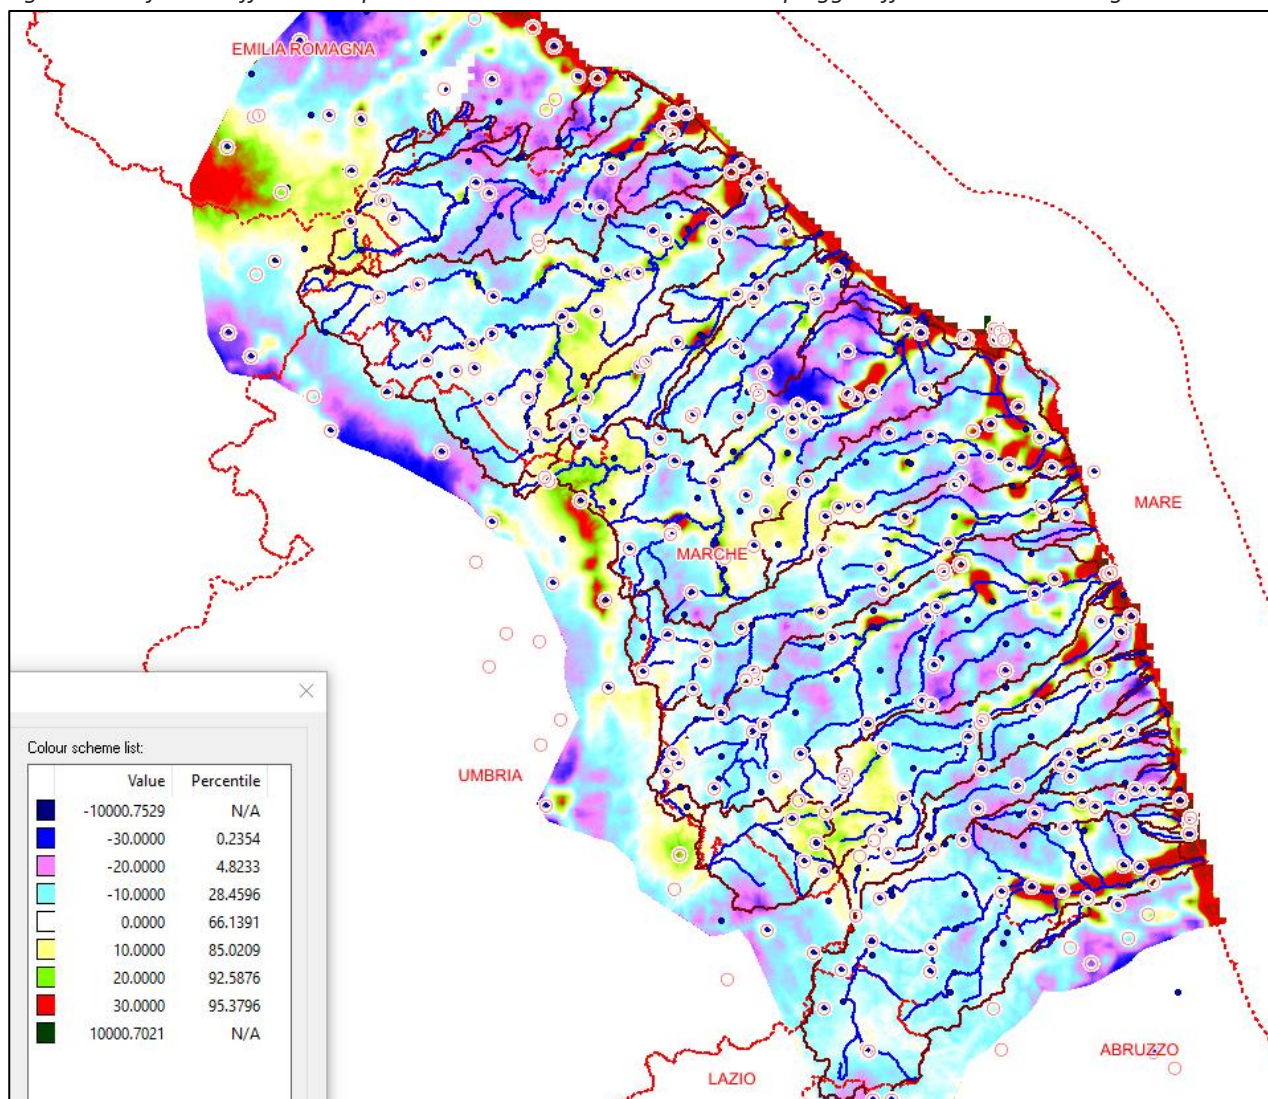 EMILIA ROMAGNA
MARE
MARCHE
UMBRIA
ABRUZZO
LAZIO
Colour scheme list:
Value Percentile
-10000.7529 N/A
-30.0000 0.2354
-20.0000 4.8233
-10.0000 28.4596
0.0000 66.1391
10.0000 85.0209
20.0000 92.5876
30.0000 95.3796
10000.7021 N/A